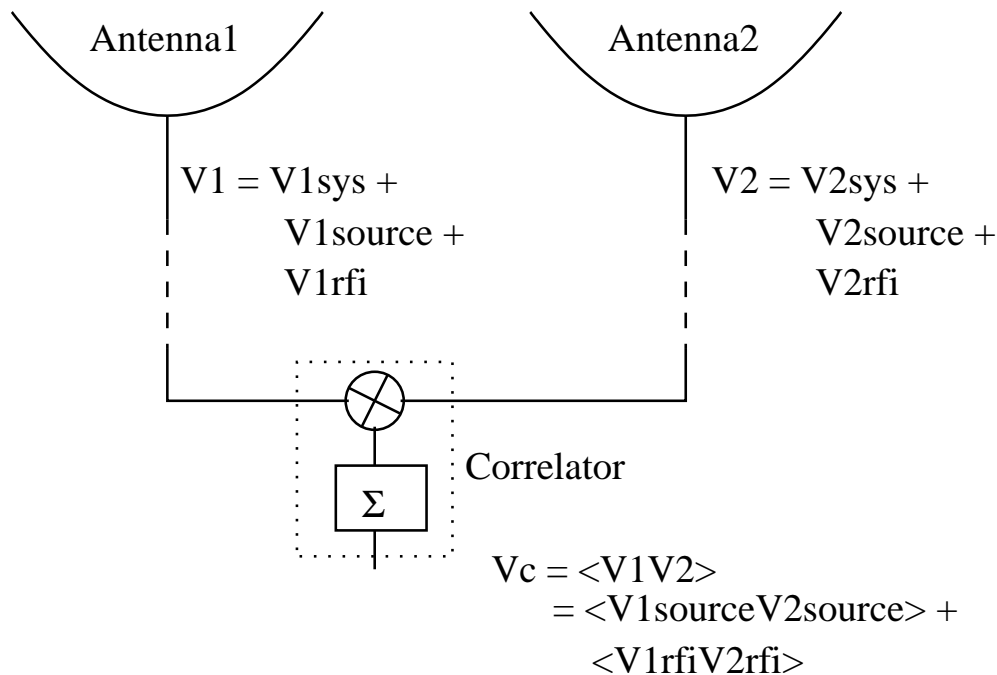 Antenna1
Antenna2
V1 = V1sys +
V1source +
V1rfi
V2 = V2sys +
V2source +
V2rfi
Correlator
Σ
Vc = <V1V2>
= <V1sourceV2source> +
<V1rfiV2rfi>